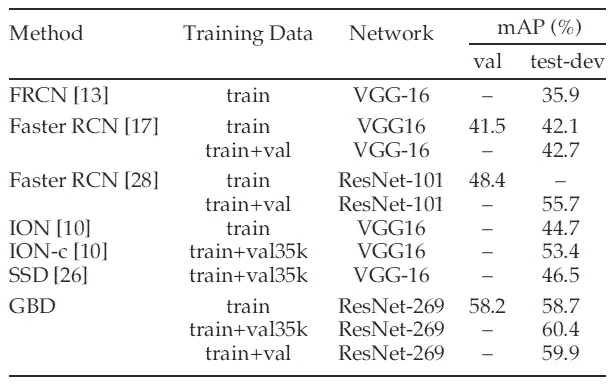 Method Training Data Network mAP (%)
val test-dev
FRCN [13] train VGG-16 – 35.9
Faster RCN [17] train VGG16 41.5 42.1
train+val VGG-16 – 42.7
Faster RCN [28] train ResNet-101 48.4 –
train+val ResNet-101 – 55.7
ION [10] train VGG16 – 44.7
ION-c [10] train+val35k VGG16 – 53.4
SSD [26] train+val35k VGG-16 – 46.5
GBD train ResNet-269 58.2 58.7
train+val35k ResNet-269 – 60.4
train+val ResNet-269 – 59.9